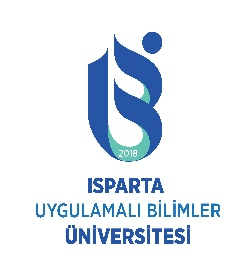 2018
ISPARTA
UYGULAMALI BİLİMLER
ÜNİVERSİTESİ